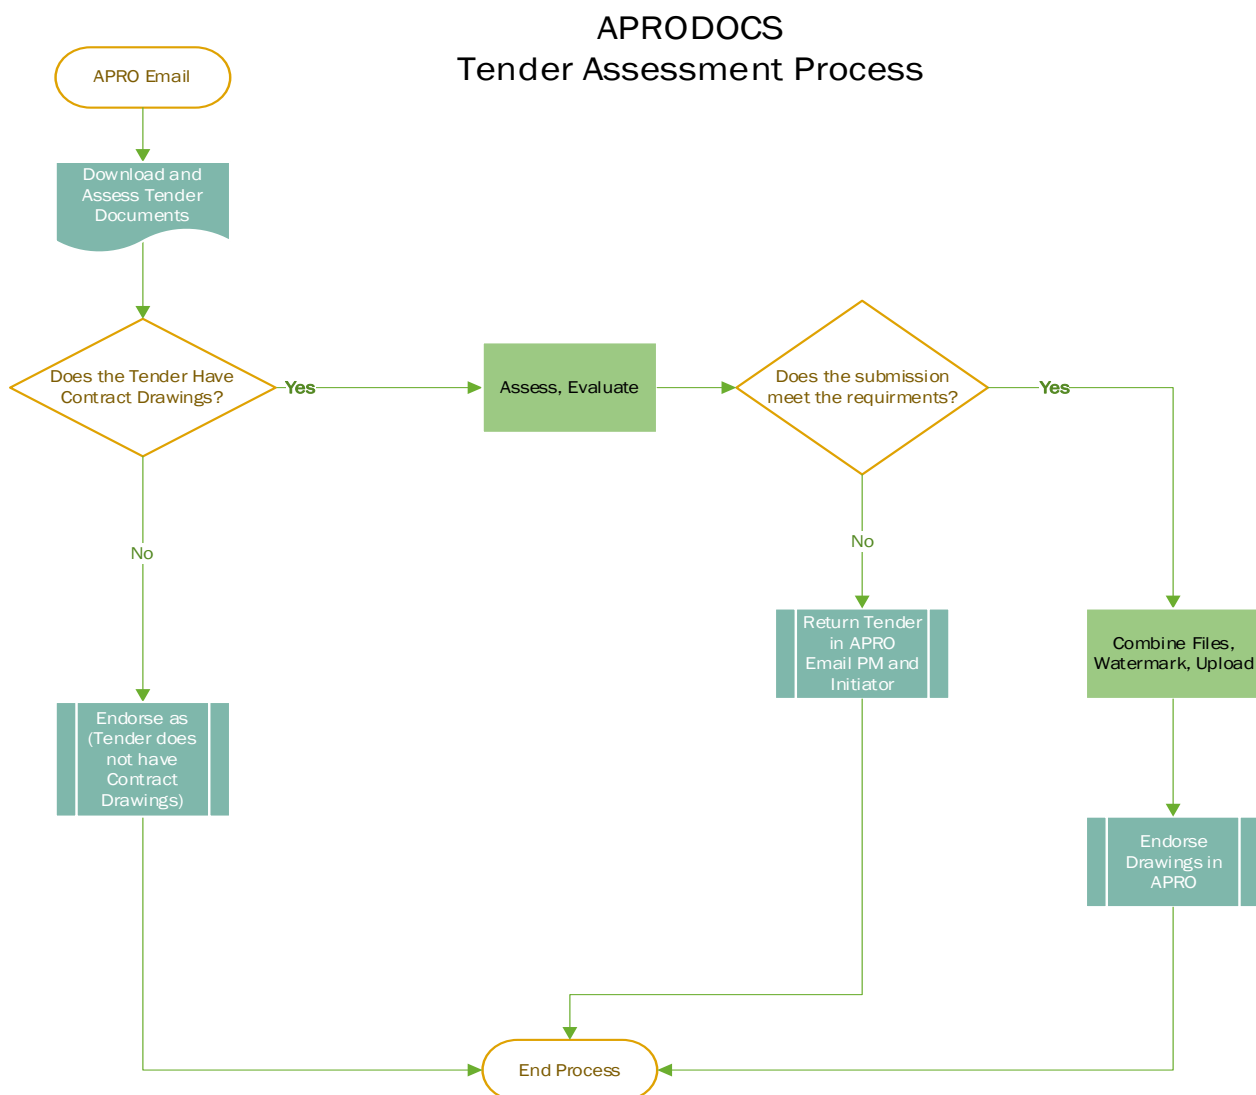 APRODOCS
Tender Assessment Process
APRO Email
Download and
Assess Tender
Documents
Does the Tender Have
Contract Drawings?
Yes
Assess, Evaluate
Does the submission
meet the requirments?
Yes
No
No
Return Tender
in APRO
Email PM and
Initiator
Combine Files,
Watermark, Upload
Endorse as
(Tender does
not have
Contract
Drawings)
Endorse
Drawings in
APRO
End Process